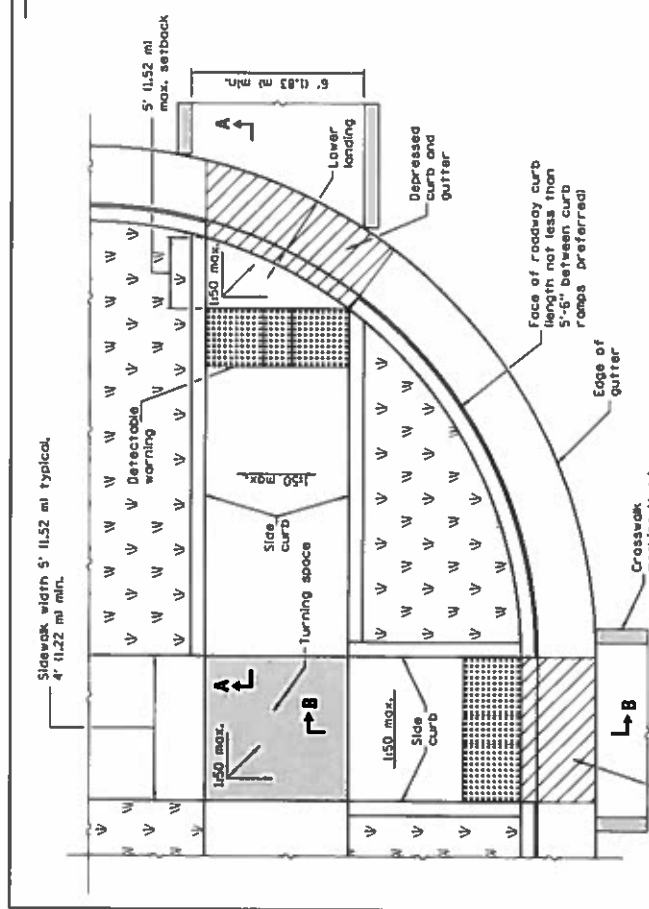 Sidewalk width 5' (1.52 m) typical.
4' (1.22 m) min.
5' (1.52 m)
max. setback
6' (1.83 m) min.
A
Lower
landing
1:50 max.
Detectable
warning
Depressed
curb and
gutter
1:50 max.
Side
curb
Face of roadway curb
(length not less than
5'-6" between curb
ramps preferred)
Turning space
Edge of
gutter
A
1:50 max.
B
1:50 max.
Side
curb
Crosswalk
B